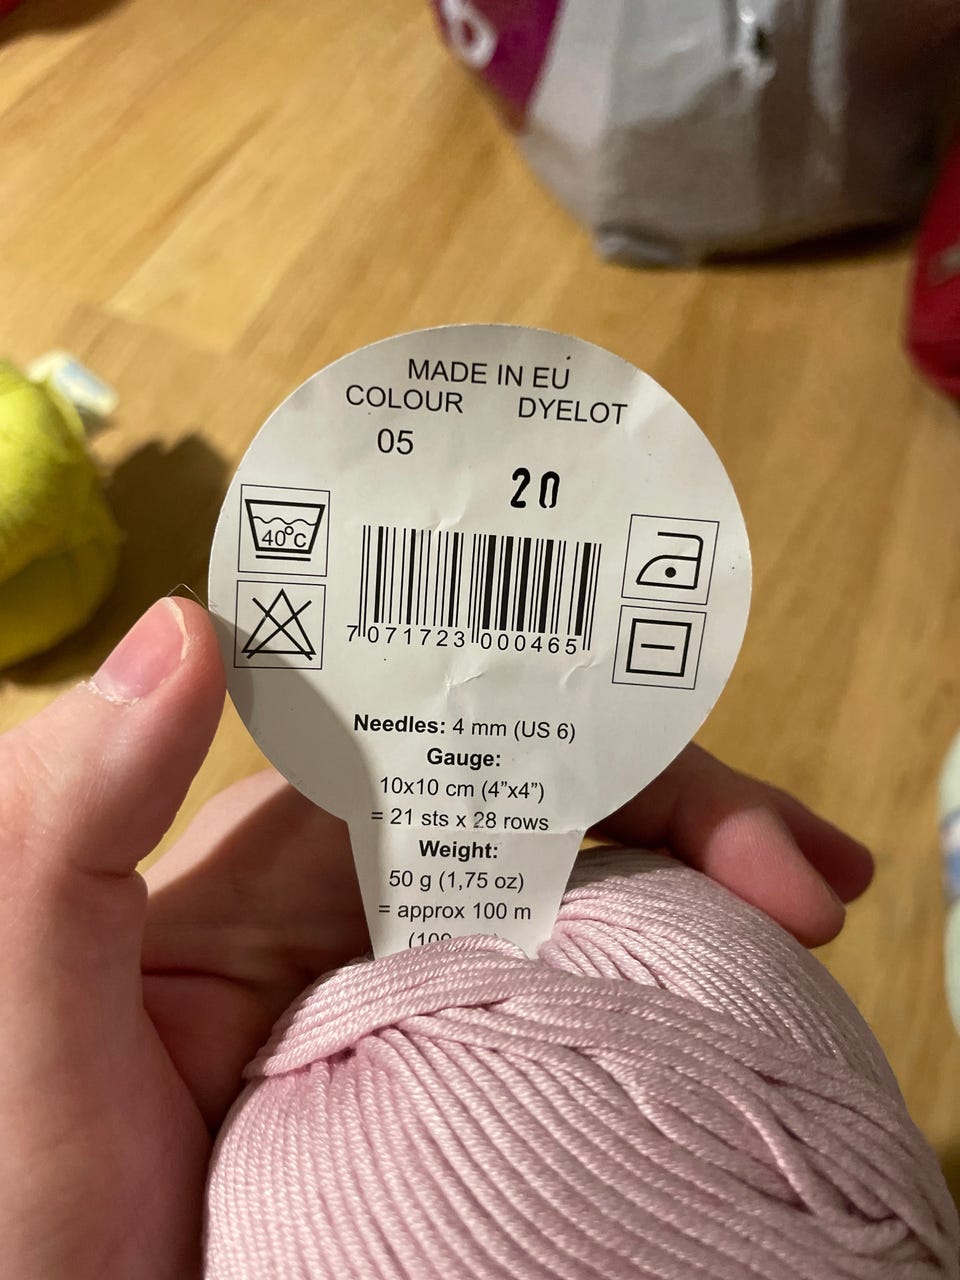 MADE IN EU
COLOUR DYELOT
05
20
40°C
7 071723 000465
Needles: 4 mm (US 6)
Gauge:
10x10 cm (4”x4”)
= 21 sts x 28 rows
Weight:
50 g (1,75 oz)
= approx 100 m